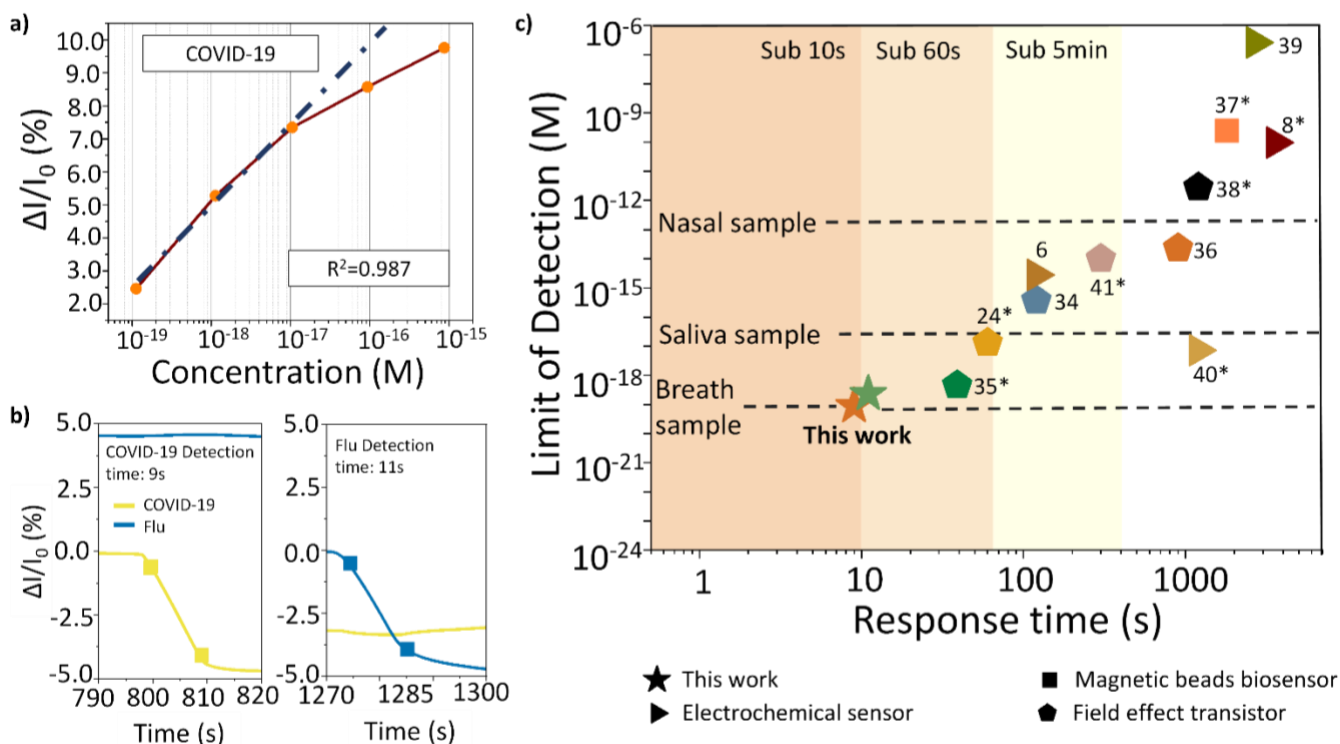 a)
COVID-19
R²=0.987
ΔI/I₀ (%)
10.0
9.0
8.0
7.0
6.0
5.0
4.0
3.0
2.0
10⁻¹⁹ 10⁻¹⁸ 10⁻¹⁷ 10⁻¹⁶ 10⁻¹⁵
Concentration (M)
b)
ΔI/I₀ (%)
5.0
2.5
0.0
-2.5
-5.0
COVID-19 Detection
time: 9s
COVID-19
Flu
790 800 810 820
Time (s)
5.0
2.5
0.0
-2.5
-5.0
Flu Detection
time: 11s
1270 1285 1300
Time (s)
c)
Limit of Detection (M)
10⁻⁶
10⁻⁹
10⁻¹²
10⁻¹⁵
10⁻¹⁸
10⁻²¹
10⁻²⁴
Sub 10s Sub 60s Sub 5min
39
37*
8*
38*
Nasal sample
36
6
41*
34
24*
Saliva sample
40*
35*
Breath
sample
This work
1 10 100 1000
Response time (s)
This work
Magnetic beads biosensor
Electrochemical sensor
Field effect transistor